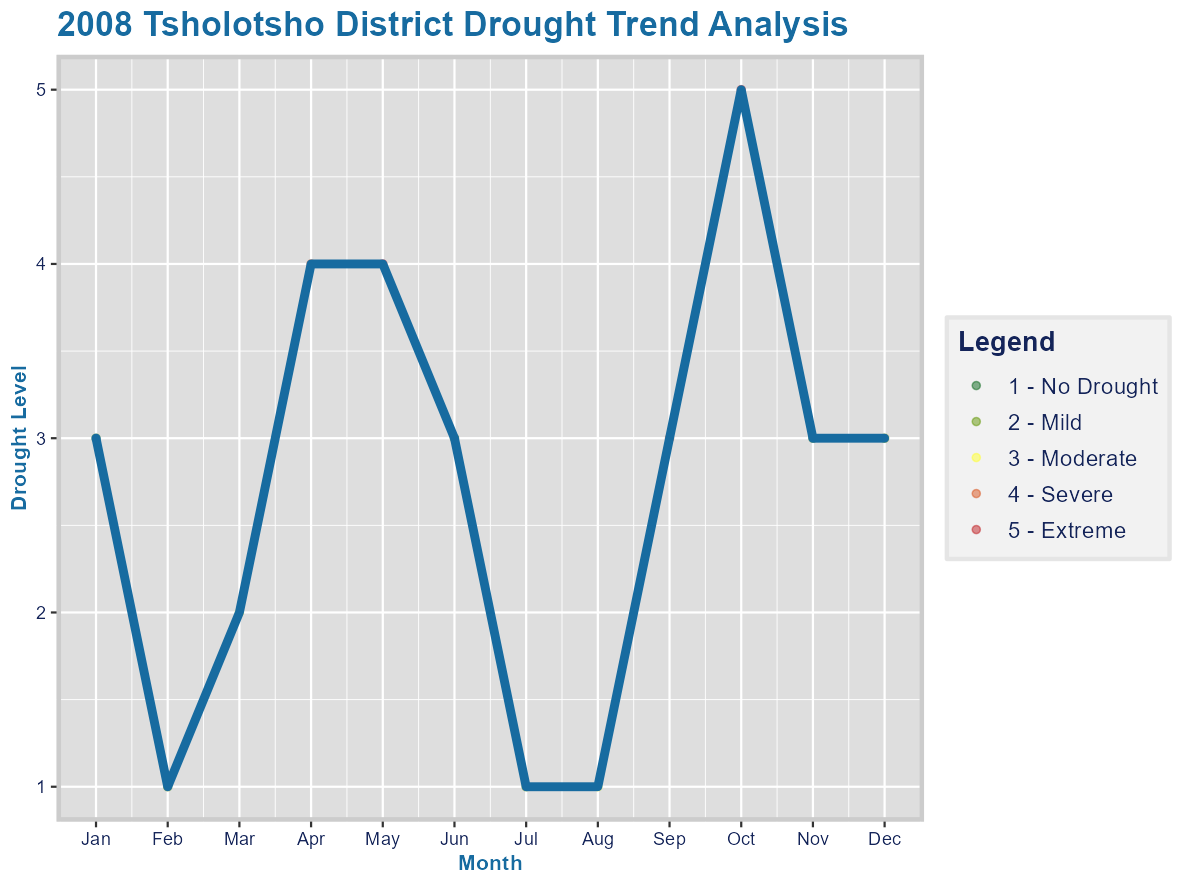 2008 Tsholotsho District Drought Trend Analysis
5
4
3
2
1
Drought Level
Jan Feb Mar Apr May Jun Jul Aug Sep Oct Nov Dec
Month
Legend
1 - No Drought
2 - Mild
3 - Moderate
4 - Severe
5 - Extreme